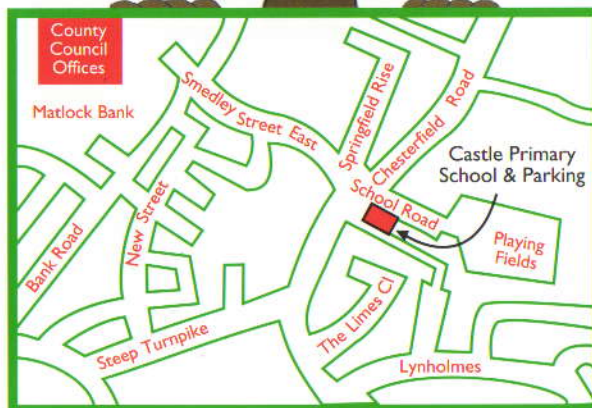 County
Council
Offices
Matlock Bank
Smedley Street East
Springfield Rise
Chesterfield Road
Castle Primary
School & Parking
School Road
Playing
Fields
New Street
Bank Road
The Limes Cl
Steep Turnpike
Lynholmes